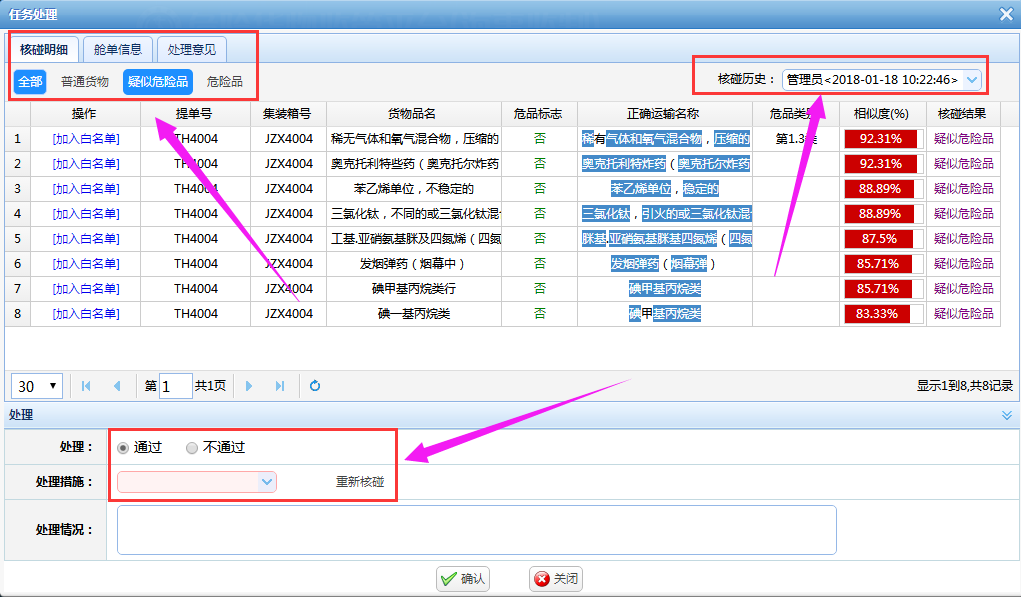 任务处理
核碰明细 舱单信息 处理意见
全部 普通货物 疑似危险品 危险品 核碰历史： 管理员<2018-01-18 10:22:46>
操作 提单号 集装箱号 货物品名 危品标志 正确运输名称 危品类别 相似度(%) 核碰结果
1 [加入白名单] TH4004 JZX4004 稀无气体和氧气混合物，压缩的 否 稀有气体和氧气混合物，压缩的 第1.3类 92.31% 疑似危险品
2 [加入白名单] TH4004 JZX4004 奥克托利特些药（奥克托尔炸药 否 奥克托利特炸药（奥克托尔炸药 92.31% 疑似危险品
3 [加入白名单] TH4004 JZX4004 苯乙烯单位，不稳定的 否 苯乙烯单位，稳定的 88.89% 疑似危险品
4 [加入白名单] TH4004 JZX4004 三氯化钛，不同的或三氯化钛混 否 三氯化钛，引火的或三氯化钛混 88.89% 疑似危险品
5 [加入白名单] TH4004 JZX4004 工基.亚硝氨基脒及四氮烯（四氮 否 脒基.亚硝氨基脒基四氮烯（四氮 87.5% 疑似危险品
6 [加入白名单] TH4004 JZX4004 发烟弹药（烟幕中） 否 发烟弹药（烟幕弹） 85.71% 疑似危险品
7 [加入白名单] TH4004 JZX4004 碘甲基丙烷类行 否 碘甲基丙烷类 85.71% 疑似危险品
8 [加入白名单] TH4004 JZX4004 碘一基丙烷类 否 碘甲基丙烷类 83.33% 疑似危险品
30 第 1 共1页 显示1到8,共8记录
处理
处理： 通过 不通过
处理措施： 重新核碰
处理情况：
确认 关闭